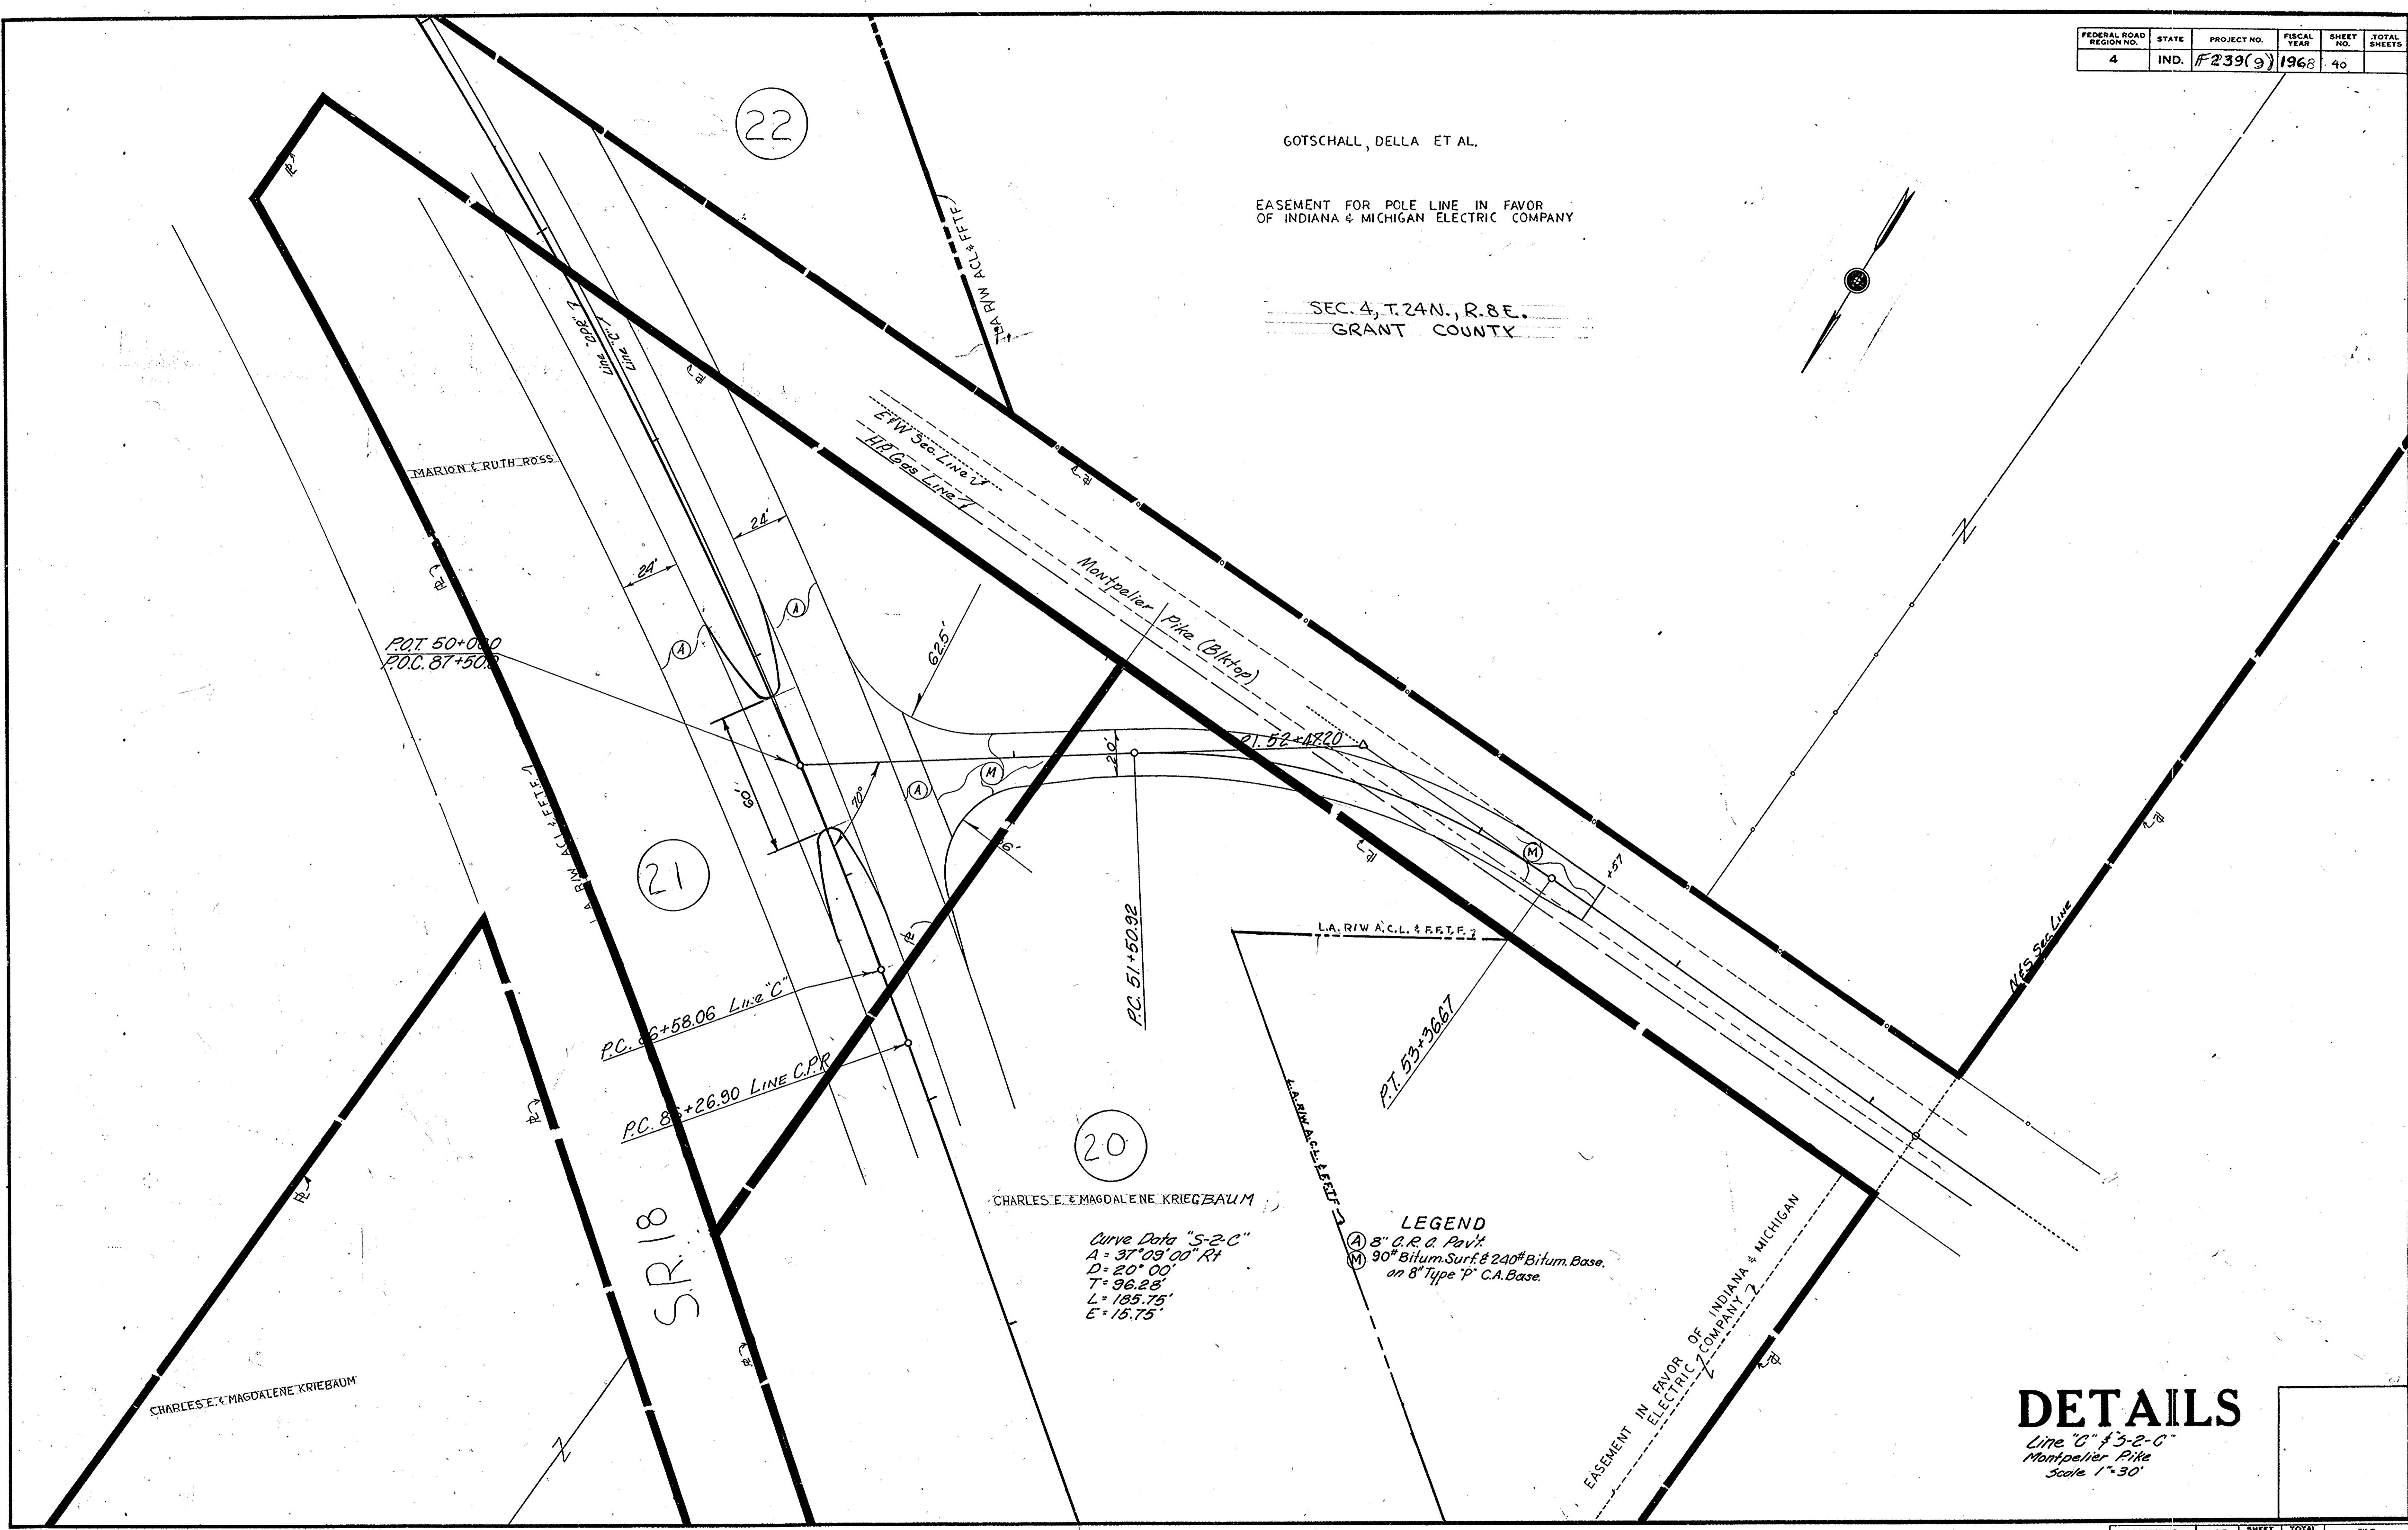 FEDERAL ROAD REGION NO. STATE PROJECT NO. FISCAL YEAR SHEET NO. TOTAL SHEETS
4 IND. F239(9) 1968 40
22
GOTSCHALL, DELLA ET AL.
EASEMENT FOR POLE LINE IN FAVOR
OF INDIANA & MICHIGAN ELECTRIC COMPANY
SEC. 4, T. 24N., R. 8E.
GRANT COUNTY
L.A. R/W ACL & FFTF
Line "CPR"
Line "C"
E&W Sec. Line
H.P. Gas Line
MARION & RUTH ROSS
24'
24'
A
A
62.5'
Montpelier Pike (Blktop)
P.O.T. 50+00.0
P.O.C. 87+50.0
P.I. 52+47.20
20'
M
A
60'
70°
L.A. R/W ACL & F.F.T.F.
21
M
+57
P.C. 51+50.92
L.A. R/W A.C.L. & F.F.T.F.
N&S Sec. Line
P.C. 86+58.06 Line "C"
P.C. 86+26.90 LINE C.P.R.
P.T. 53+36.67
20
L.A. R/W A.C.L. & F.F.T.F.
CHARLES E. & MAGDALENE KRIEGBAUM
S.R. 18
Curve Data "S-2-C"
Δ = 37°09'00" Rt
D = 20° 00'
T = 96.28'
L = 185.75'
E = 15.75'
LEGEND
A 8" C.R.C. Pav't.
M 90# Bitum. Surf. & 240# Bitum. Base.
on 8" Type "P" C.A. Base.
EASEMENT IN FAVOR OF INDIANA & MICHIGAN
ELECTRIC COMPANY
CHARLES E. & MAGDALENE KRIEBAUM
DETAILS
Line "C" & "S-2-C"
Montpelier Pike
Scale 1"=30'
SHEET TOTAL